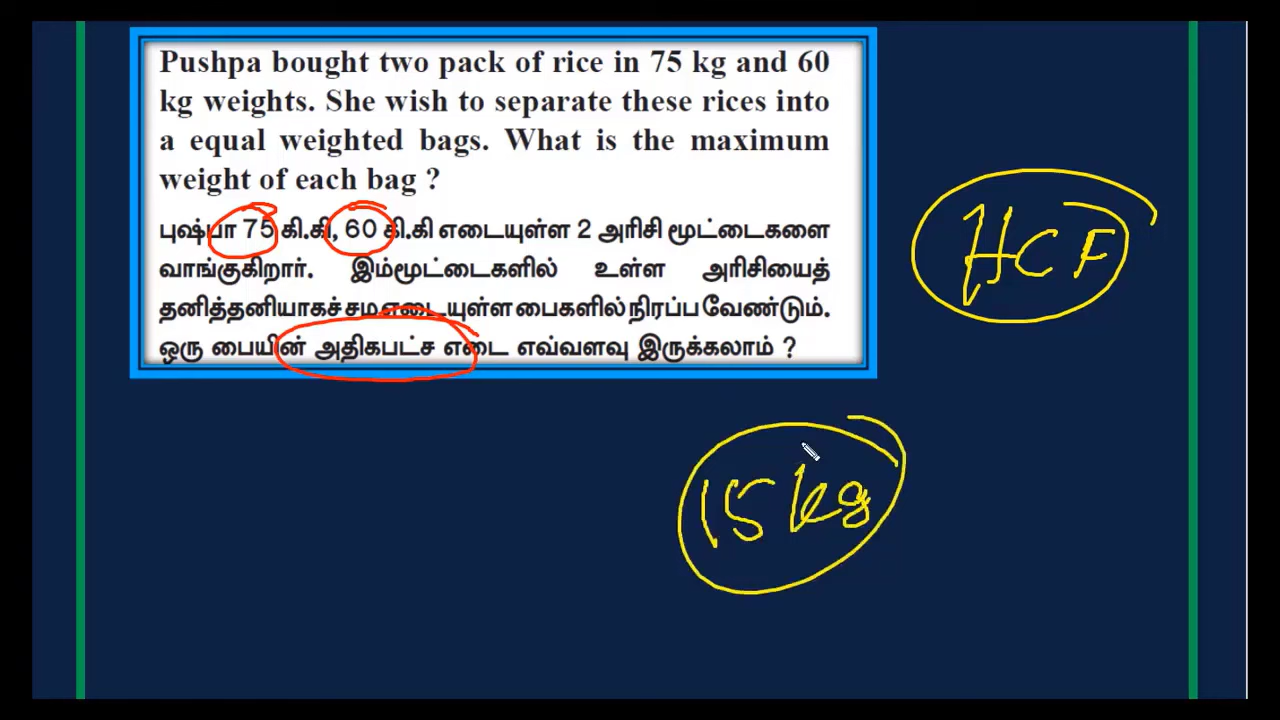 Pushpa bought two pack of rice in 75 kg and 60
kg weights. She wish to separate these rices into
a equal weighted bags. What is the maximum
weight of each bag ?
புஷ்பா 75 கி.கி, 60 கி.கி எடையுள்ள 2 அரிசி மூட்டைகளை
வாங்குகிறார். இம்மூட்டைகளில் உள்ள அரிசியைத்
தனித்தனியாகச் சம எடையுள்ள பைகளில் நிரப்ப வேண்டும்.
ஒரு பையின் அதிகபட்ச எடை எவ்வளவு இருக்கலாம் ?
HCF
15 kg